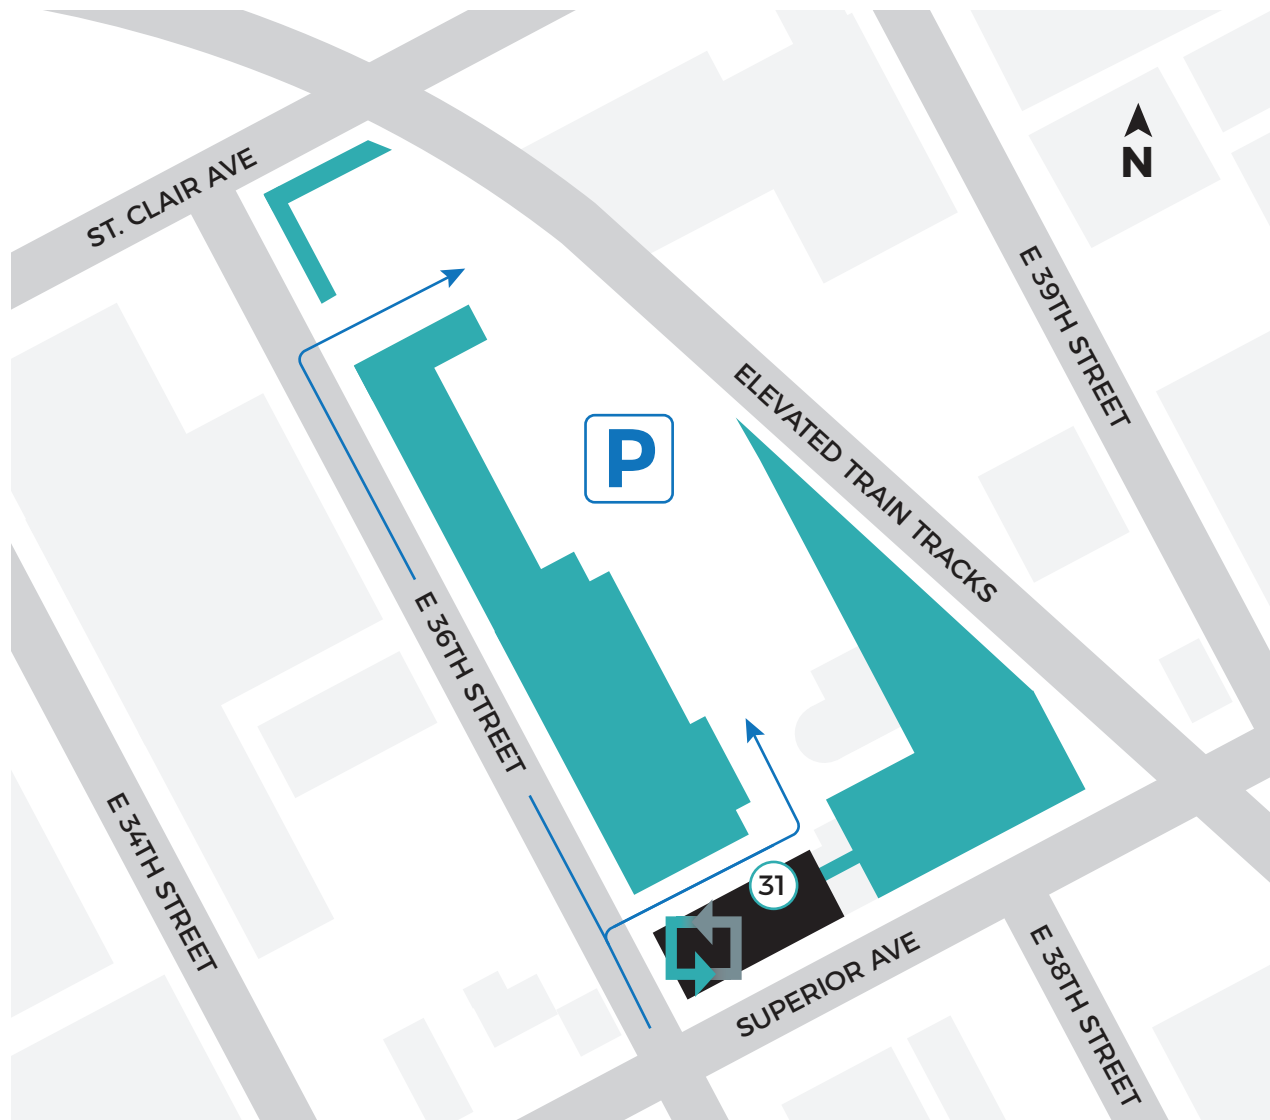 ST. CLAIR AVE
N
E 39TH STREET
ELEVATED TRAIN TRACKS
P
E 36TH STREET
E 34TH STREET
31
N
SUPERIOR AVE
E 38TH STREET